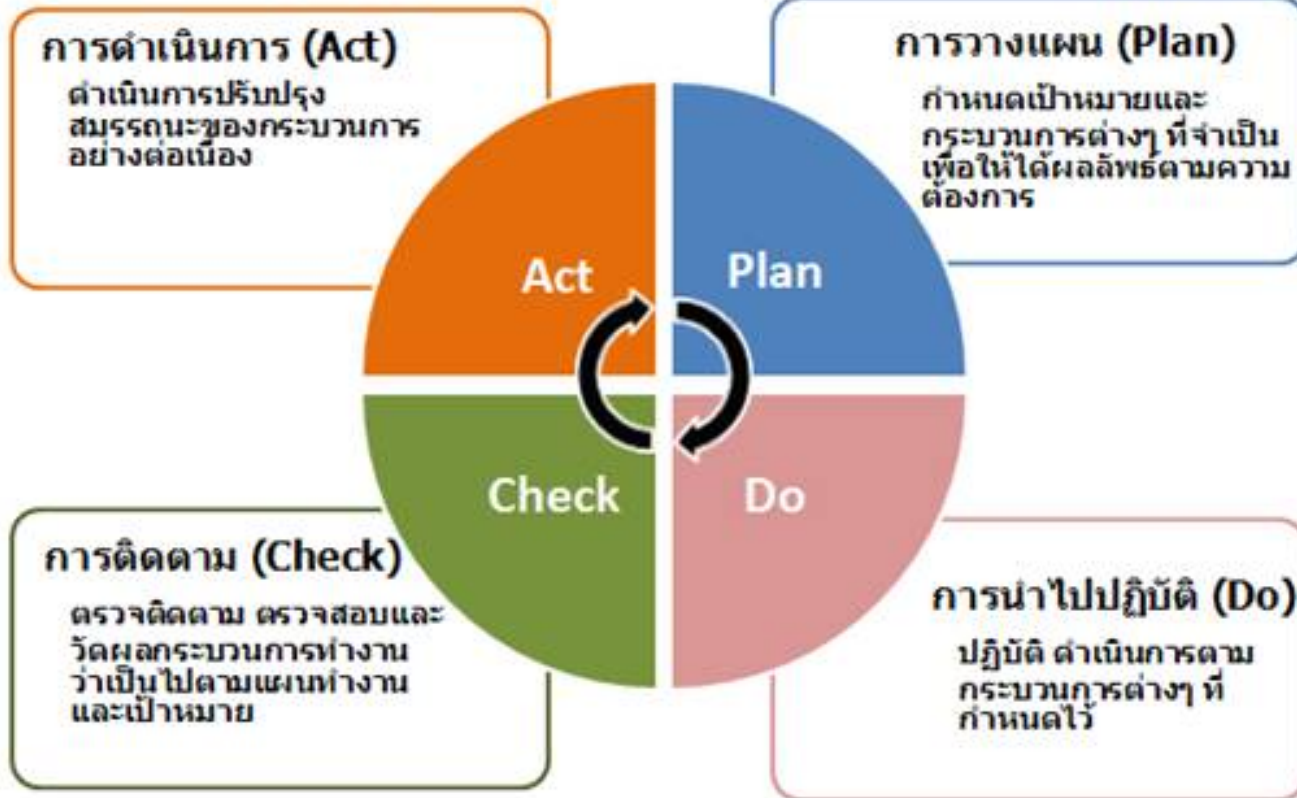 การดำเนินการ (Act)
ดำเนินการปรับปรุง
สมรรถนะของกระบวนการ
อย่างต่อเนื่อง
การวางแผน (Plan)
กำหนดเป้าหมายและ
กระบวนการต่างๆ ที่จำเป็น
เพื่อให้ได้ผลลัพธ์ตามความ
ต้องการ
Act
Plan
Check
Do
การติดตาม (Check)
ตรวจติดตาม ตรวจสอบและ
วัดผลกระบวนการทำงาน
ว่าเป็นไปตามแผนทำงาน
และเป้าหมาย
การนำไปปฏิบัติ (Do)
ปฏิบัติ ดำเนินการตาม
กระบวนการต่างๆ ที่
กำหนดไว้